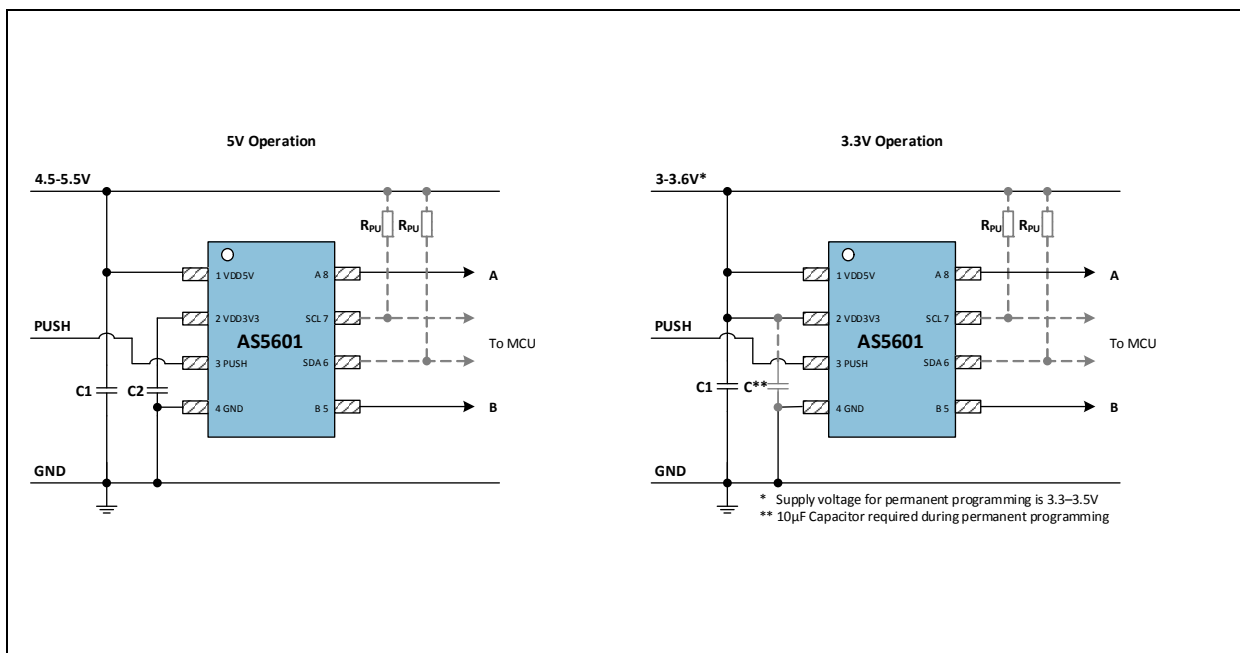 5V Operation
4.5-5.5V
RPU RPU
1 VDD5V
A 8
A
2 VDD3V3
SCL 7
PUSH
AS5601
To MCU
3 PUSH
SDA 6
C1
C2
4 GND
B 5
B
GND
3.3V Operation
3-3.6V*
RPU RPU
1 VDD5V
A 8
A
2 VDD3V3
SCL 7
PUSH
AS5601
To MCU
3 PUSH
SDA 6
C1
C**
4 GND
B 5
B
GND
* Supply voltage for permanent programming is 3.3–3.5V
** 10µF Capacitor required during permanent programming